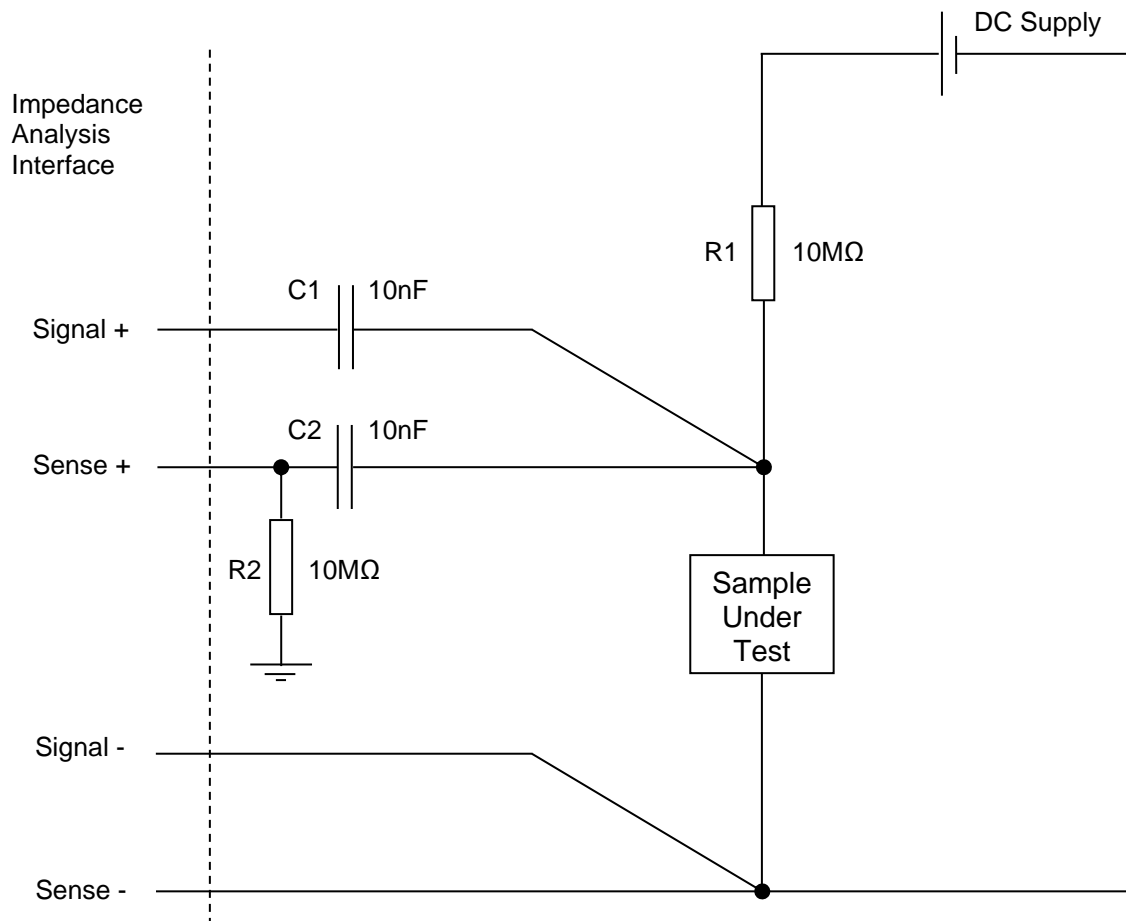 DC Supply
Impedance
Analysis
Interface
R1 10MΩ
C1 10nF
Signal +
C2 10nF
Sense +
R2 10MΩ
Sample
Under
Test
Signal -
Sense -